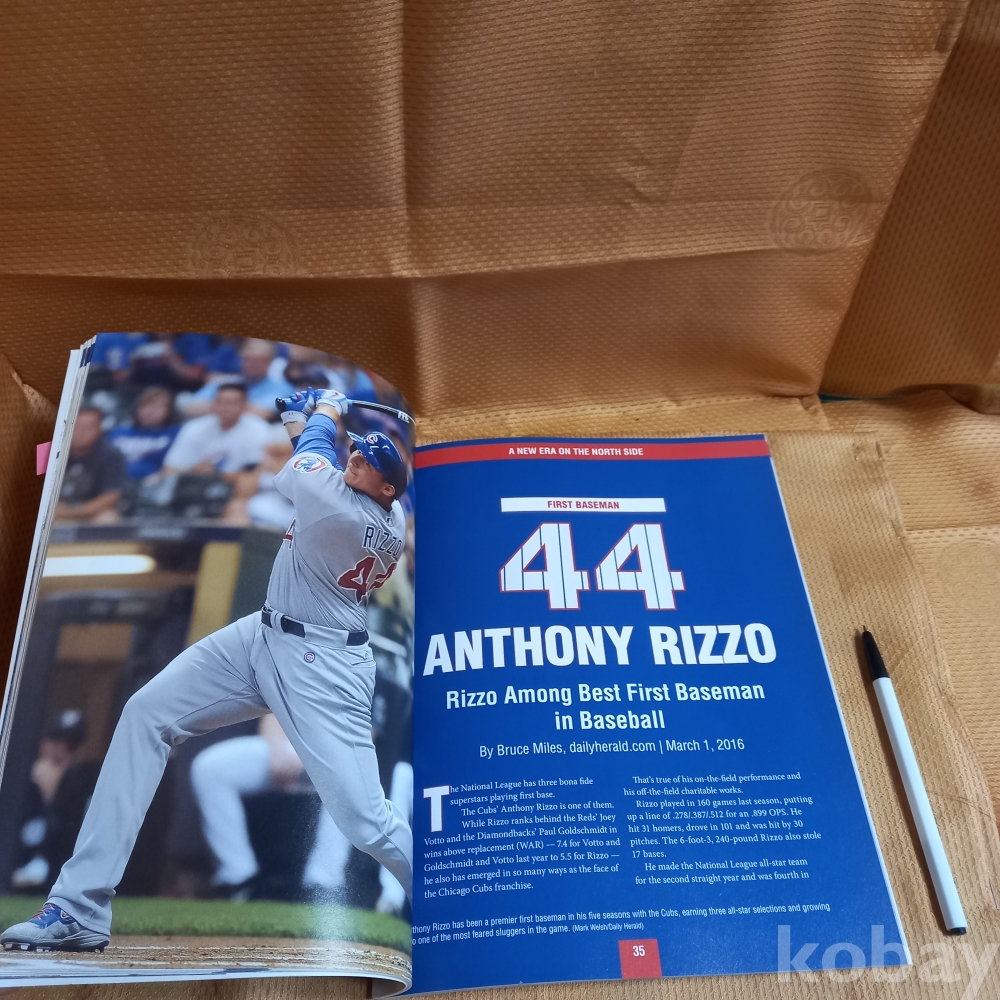 RIZZO
44
A NEW ERA ON THE NORTH SIDE
FIRST BASEMAN
44
ANTHONY RIZZO
Rizzo Among Best First Baseman
in Baseball
By Bruce Miles, dailyherald.com | March 1, 2016
The National League has three bona fide
superstars playing first base.
The Cubs' Anthony Rizzo is one of them.
While Rizzo ranks behind the Reds' Joey
Votto and the Diamondbacks' Paul Goldschmidt in
wins above replacement (WAR) — 7.4 for Votto and
Goldschmidt and Votto last year to 5.5 for Rizzo —
he also has emerged in so many ways as the face of
the Chicago Cubs franchise.
That's true of his on-the-field performance and
his off-the-field charitable works.
Rizzo played in 160 games last season, putting
up a line of .278/.387/.512 for an .899 OPS. He
hit 31 homers, drove in 101 and was hit by 30
pitches. The 6-foot-3, 240-pound Rizzo also stole
17 bases.
He made the National League all-star team
for the second straight year and was fourth in
thony Rizzo has been a premier first baseman in his five seasons with the Cubs, earning three all-star selections and growing
o one of the most feared sluggers in the game. (Mark Welsh/Daily Herald)
35
kobay